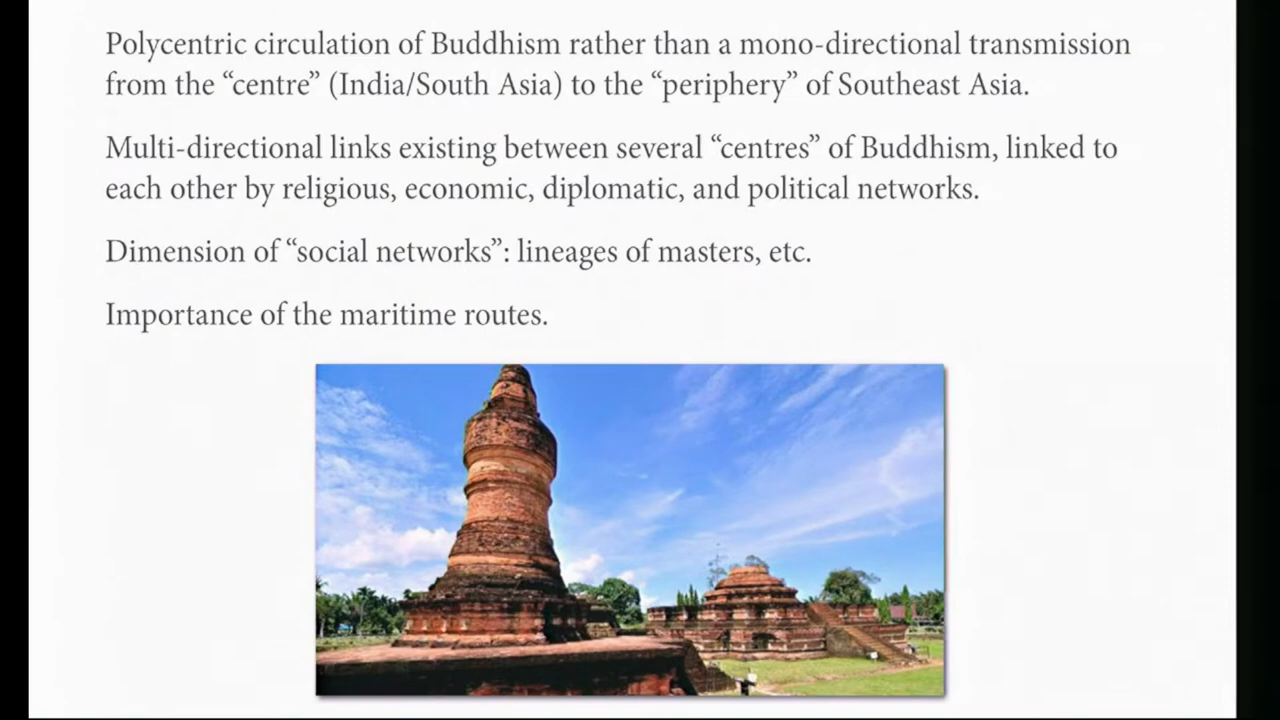 Polycentric circulation of Buddhism rather than a mono-directional transmission
from the “centre” (India/South Asia) to the “periphery” of Southeast Asia.
Multi-directional links existing between several “centres” of Buddhism, linked to
each other by religious, economic, diplomatic, and political networks.
Dimension of “social networks”: lineages of masters, etc.
Importance of the maritime routes.